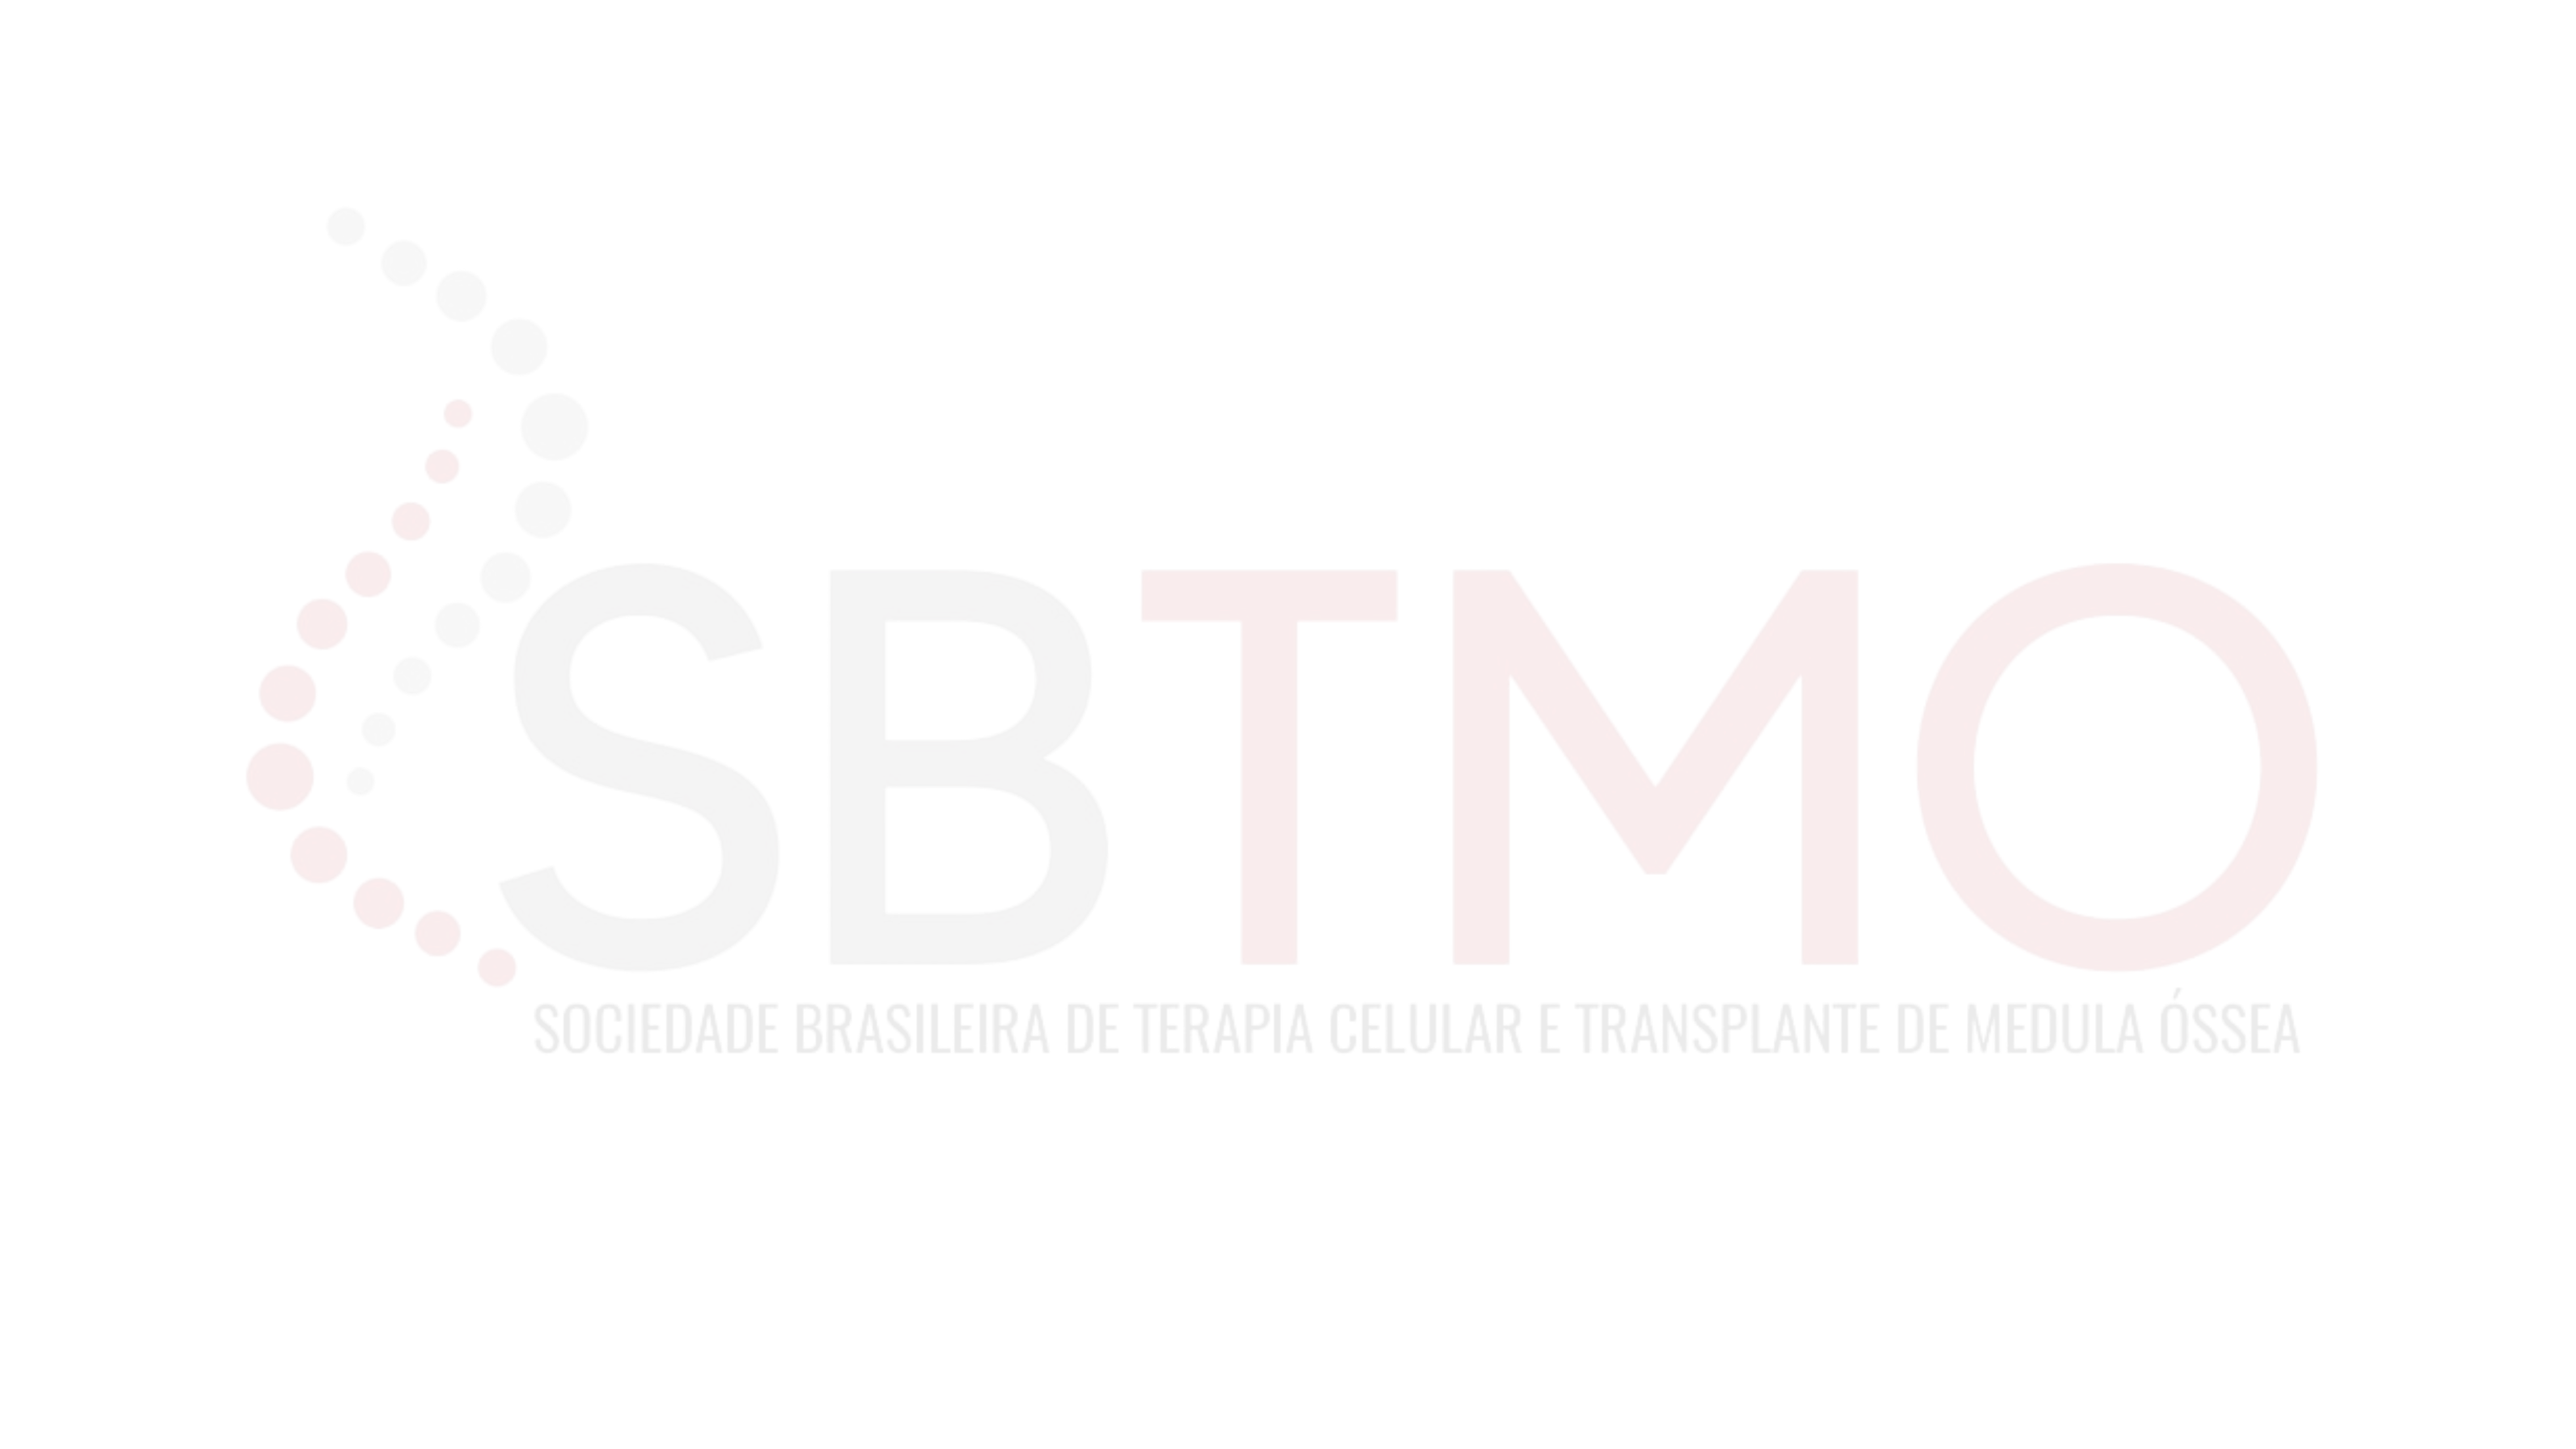 SBTMO
SOCIEDADE BRASILEIRA DE TERAPIA CELULAR E TRANSPLANTE DE MEDULA ÓSSEA